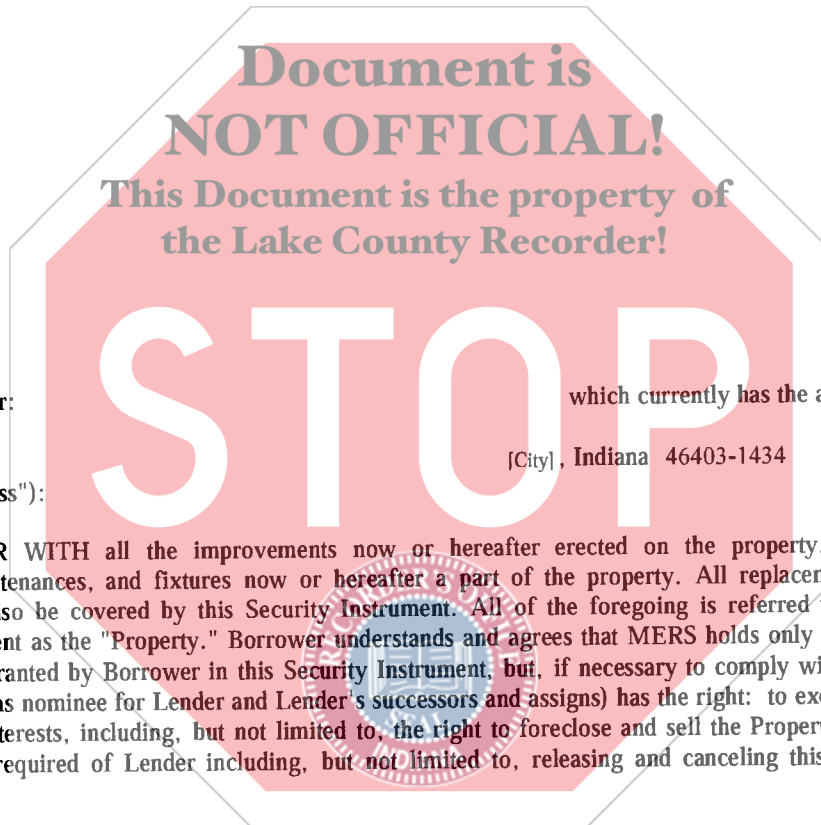 Document is
NOT OFFICIAL!
This Document is the property of
the Lake County Recorder!
STOP
r: which currently has the a
[City] , Indiana 46403-1434
ss"):
R WITH all the improvements now or hereafter erected on the property,
tenances, and fixtures now or hereafter a part of the property. All replacem
so be covered by this Security Instrument. All of the foregoing is referred
ent as the "Property." Borrower understands and agrees that MERS holds only
ranted by Borrower in this Security Instrument, but, if necessary to comply wi
as nominee for Lender and Lender's successors and assigns) has the right: to exe
terests, including, but not limited to, the right to foreclose and sell the Propert
required of Lender including, but not limited to, releasing and canceling this
INDIANA